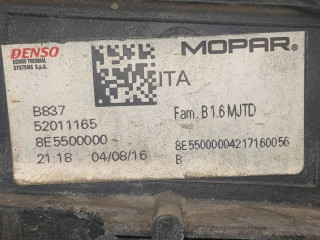 DENSO MOPAR
DENSO THERMAL
SYSTEMS S.p.A.
ITA
B837 Fam. B 1.6 MJTD
52011165
8E5500000 8E55000004217160056
21:18 04/08/16 B